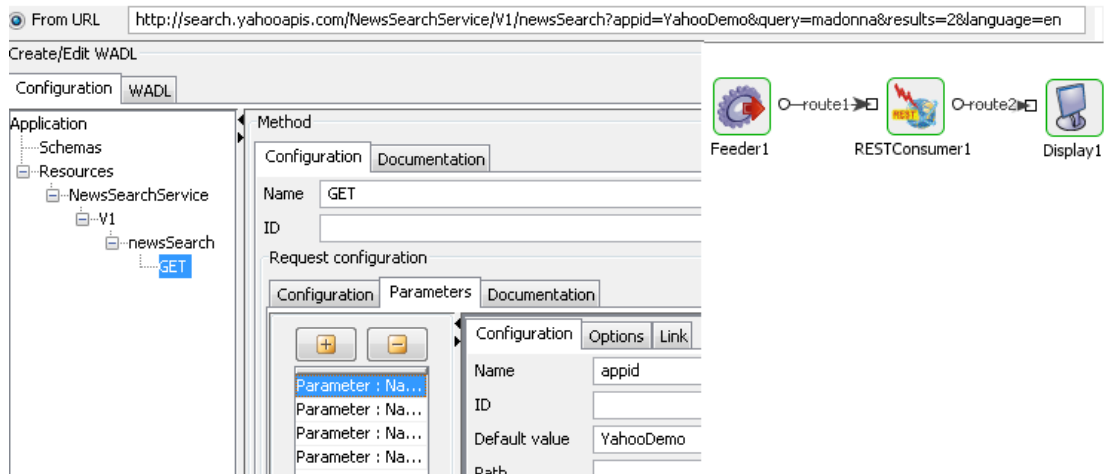 From URL http://search.yahooapis.com/NewsSearchService/V1/newsSearch?appid=YahooDemo&query=madonna&results=2&language=en
Create/Edit WADL
Configuration WADL
Application
Schemas
Resources
NewsSearchService
V1
newsSearch
GET
Method
Configuration Documentation
Name GET
ID
Request configuration
Configuration Parameters Documentation
Parameter : Na...
Parameter : Na...
Parameter : Na...
Parameter : Na...
Configuration Options Link
Name appid
ID
Default value YahooDemo
Path
route1 route2
REST
Feeder1 RESTConsumer1 Display1